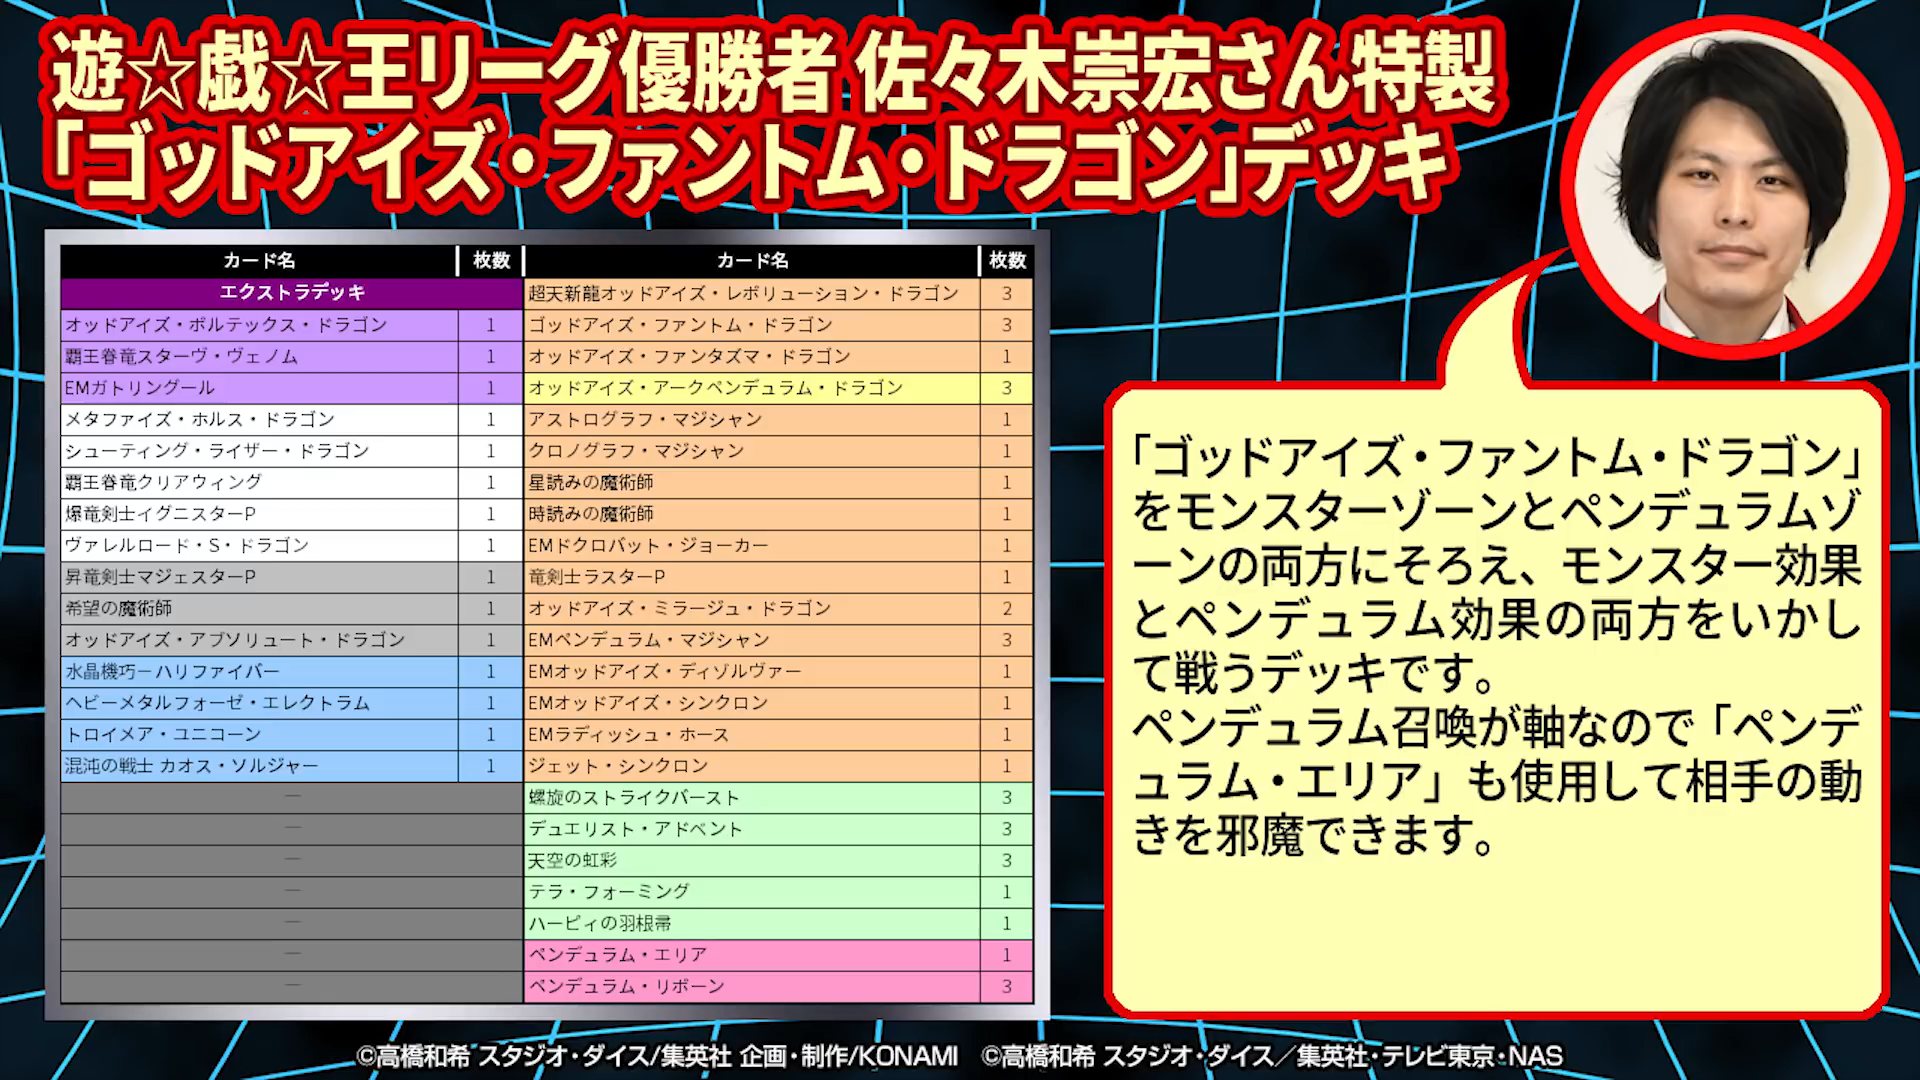 遊☆戯☆王リーグ優勝者 佐々木崇宏さん特製
「ゴッドアイズ・ファントム・ドラゴン」デッキ
カード名 枚数 カード名 枚数
エクストラデッキ 超天新龍オッドアイズ・レボリューション・ドラゴン 3
オッドアイズ・ボルテックス・ドラゴン 1 ゴッドアイズ・ファントム・ドラゴン 3
覇王眷竜スターヴ・ヴェノム 1 オッドアイズ・ファンタズマ・ドラゴン 1
EMガトリングール 1 オッドアイズ・アークペンデュラム・ドラゴン 3
メタファイズ・ホルス・ドラゴン 1 アストログラフ・マジシャン 1
シューティング・ライザー・ドラゴン 1 クロノグラフ・マジシャン 1
覇王眷竜クリアウィング 1 星読みの魔術師 1
爆竜剣士イグニスターP 1 時読みの魔術師 1
ヴァレルロード・S・ドラゴン 1 EMドクロバット・ジョーカー 1
昇竜剣士マジェスターP 1 竜剣士ラスターP 1
希望の魔術師 1 オッドアイズ・ミラージュ・ドラゴン 2
オッドアイズ・アブソリュート・ドラゴン 1 EMペンデュラム・マジシャン 3
水晶機巧－ハリファイバー 1 EMオッドアイズ・ディゾルヴァー 1
ヘビーメタルフォーゼ・エレクトラム 1 EMオッドアイズ・シンクロン 1
トロイメア・ユニコーン 1 EMラディッシュ・ホース 1
混沌の戦士 カオス・ソルジャー 1 ジェット・シンクロン 1
― 螺旋のストライクバースト 3
― デュエリスト・アドベント 3
― 天空の虹彩 3
― テラ・フォーミング 1
― ハーピィの羽根帚 1
― ペンデュラム・エリア 1
― ペンデュラム・リボーン 3
「ゴッドアイズ・ファントム・ドラゴン」
をモンスターゾーンとペンデュラムゾ
ーンの両方にそろえ、モンスター効果
とペンデュラム効果の両方をいかし
て戦うデッキです。
ペンデュラム召喚が軸なので「ペンデ
ュラム・エリア」も使用して相手の動
きを邪魔できます。
©高橋和希 スタジオ・ダイス/集英社 企画・制作/KONAMI ©高橋和希 スタジオ・ダイス／集英社・テレビ東京・NAS